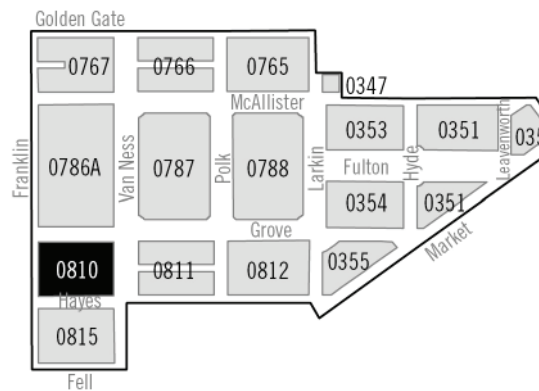 Golden Gate
0767
0766
0765
0347
McAllister
Franklin
0786A
Van Ness
0787
Polk
0788
Larkin
0353
Fulton
0354
Hyde
0351
0351
Leavenworth
035
Market
Grove
0810
0811
0812
0355
Hayes
0815
Fell